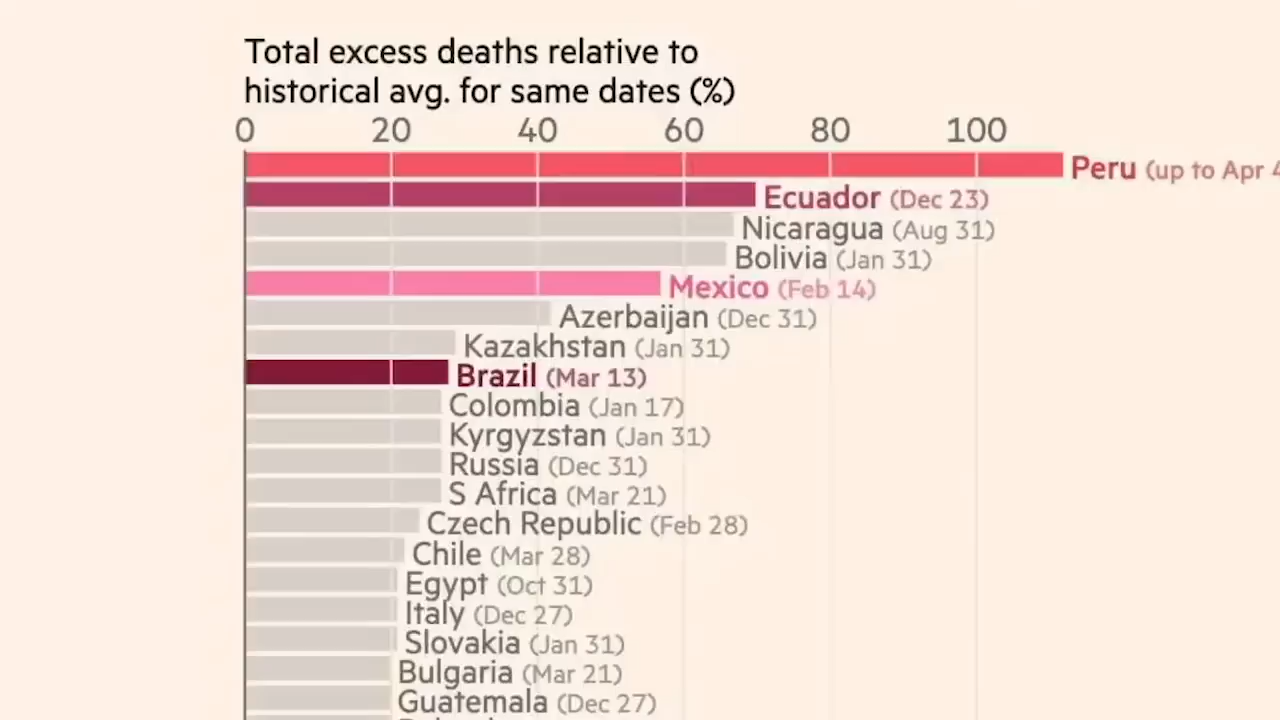 Total excess deaths relative to
historical avg. for same dates (%)
0 20 40 60 80 100
Peru (up to Apr 4
Ecuador (Dec 23)
Nicaragua (Aug 31)
Bolivia (Jan 31)
Mexico (Feb 14)
Azerbaijan (Dec 31)
Kazakhstan (Jan 31)
Brazil (Mar 13)
Colombia (Jan 17)
Kyrgyzstan (Jan 31)
Russia (Dec 31)
S Africa (Mar 21)
Czech Republic (Feb 28)
Chile (Mar 28)
Egypt (Oct 31)
Italy (Dec 27)
Slovakia (Jan 31)
Bulgaria (Mar 21)
Guatemala (Dec 27)